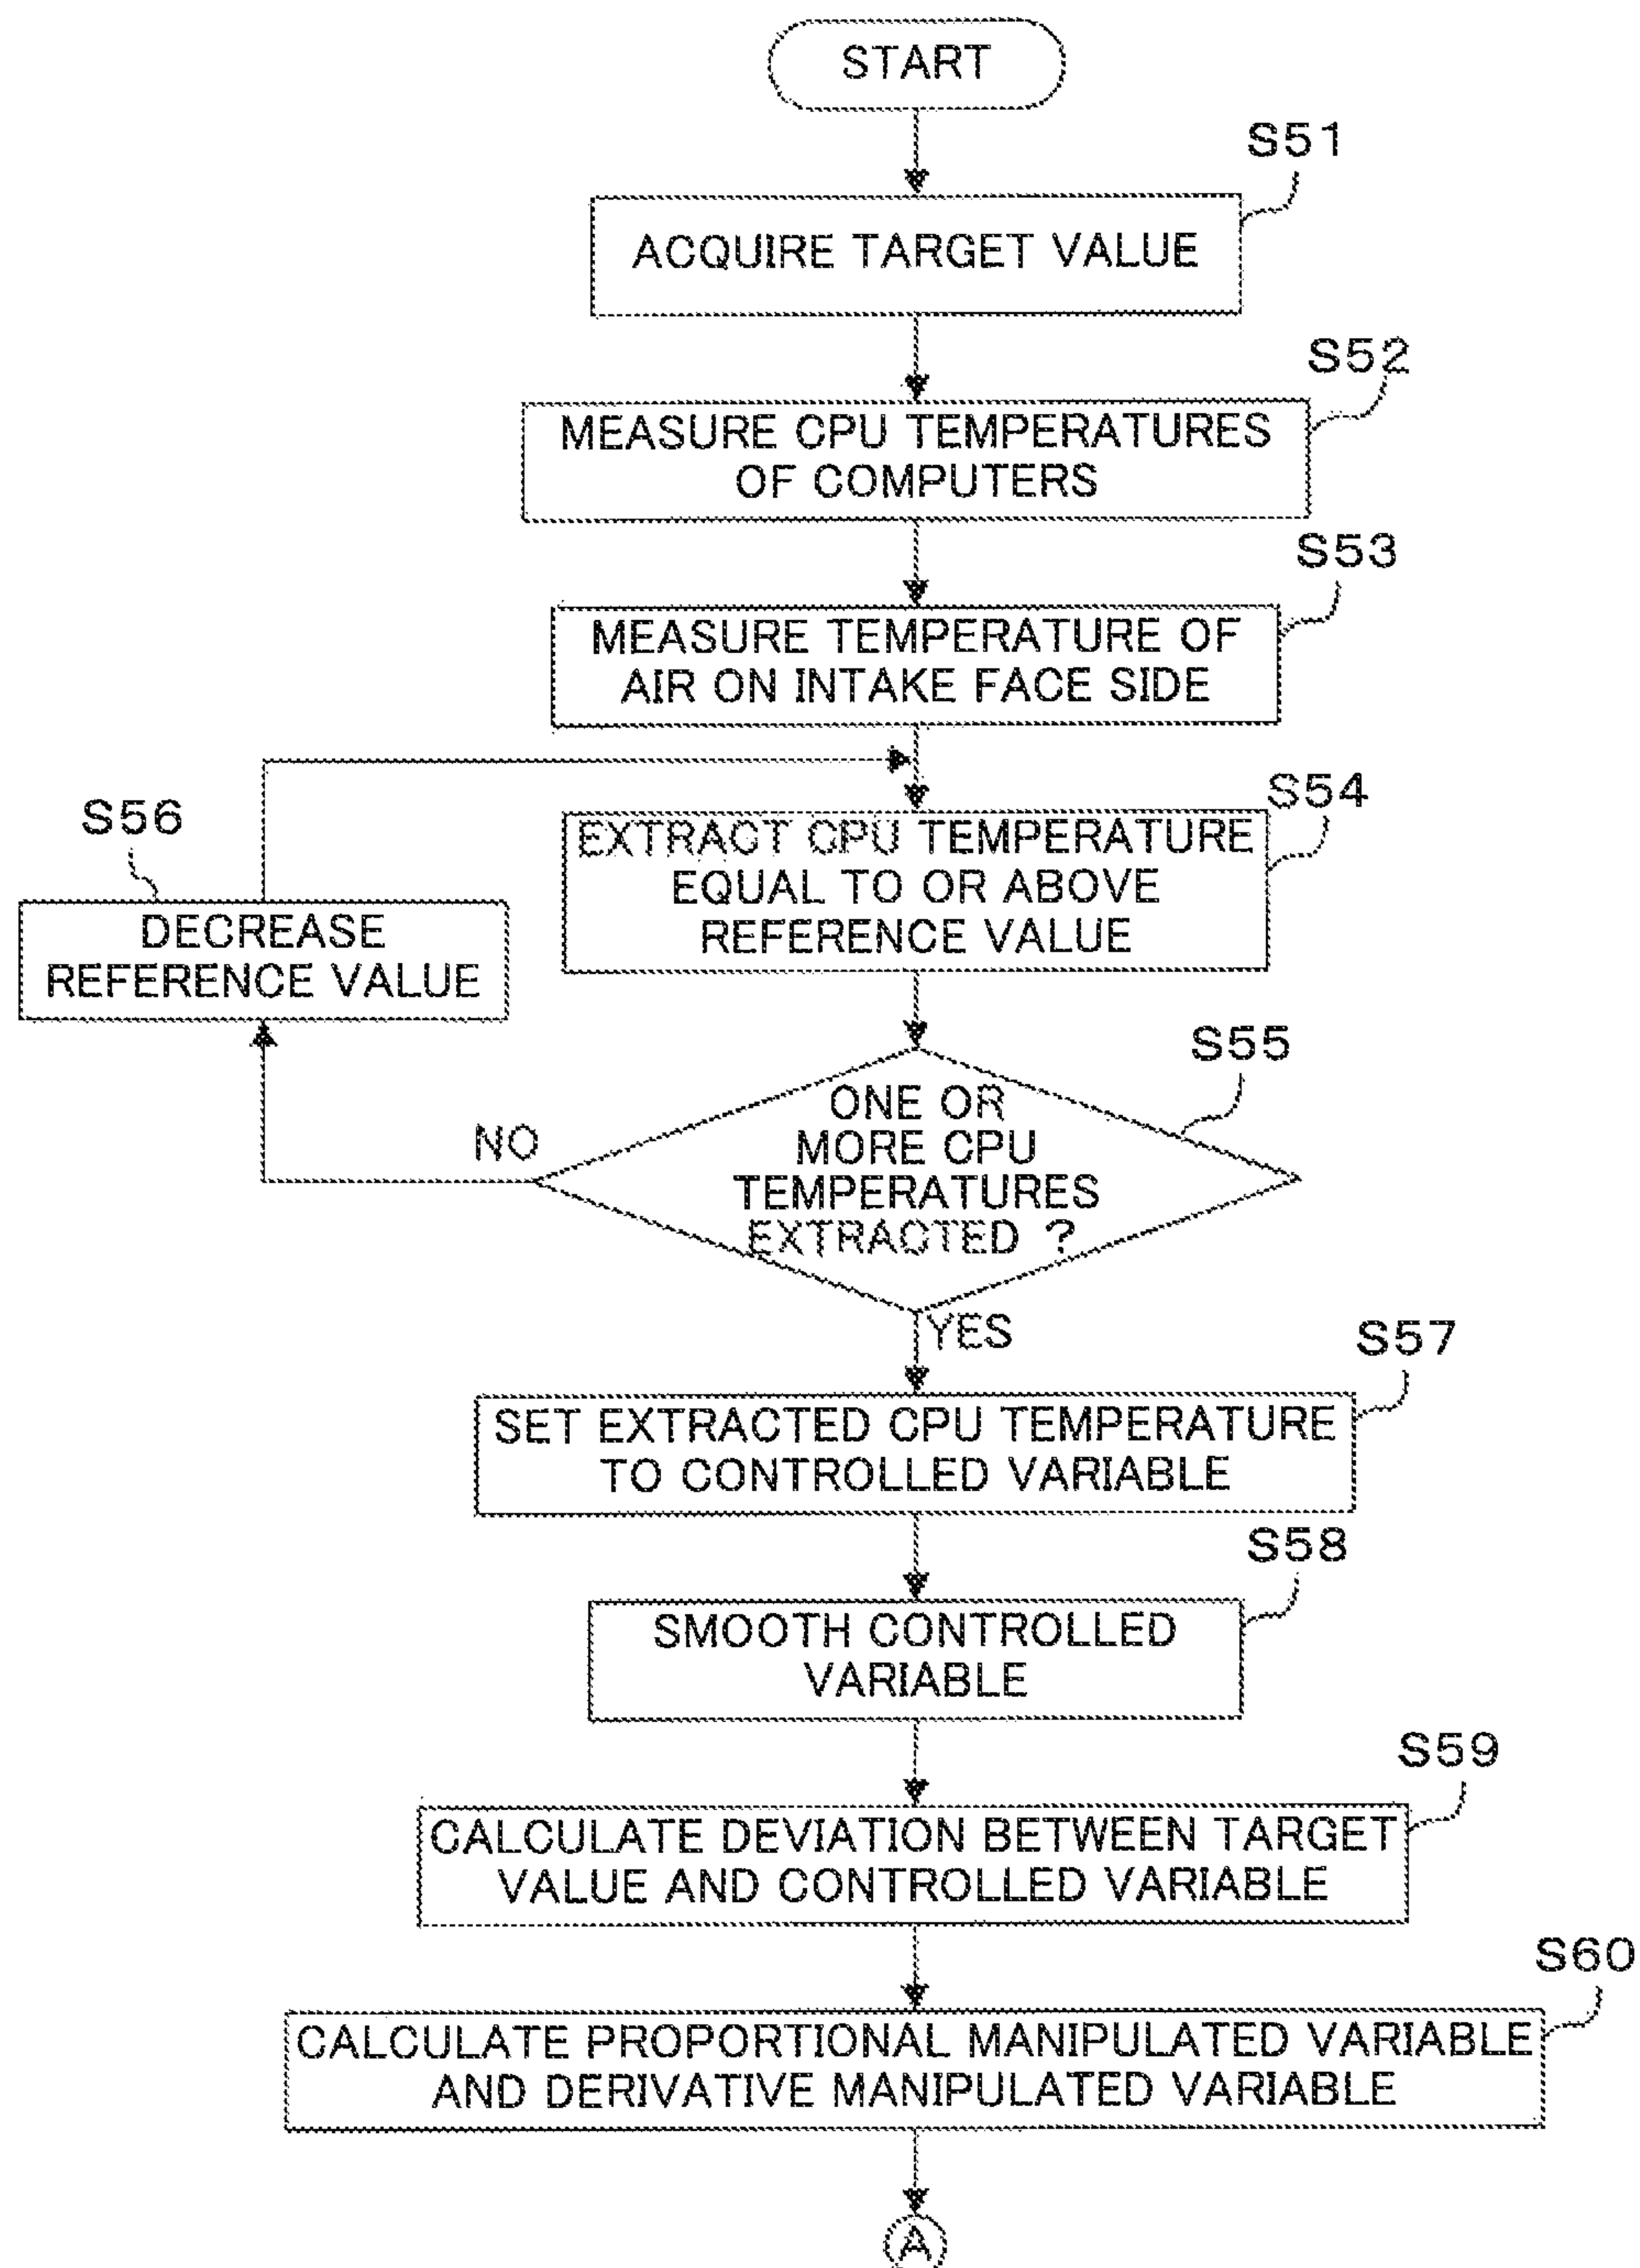 START
S51
ACQUIRE TARGET VALUE
S52
MEASURE CPU TEMPERATURES
OF COMPUTERS
S53
MEASURE TEMPERATURE OF
AIR ON INTAKE FACE SIDE
S54
EXTRACT CPU TEMPERATURE
EQUAL TO OR ABOVE
REFERENCE VALUE
S56
DECREASE
REFERENCE VALUE
S55
ONE OR
MORE CPU
TEMPERATURES
EXTRACTED ?
NO
YES
S57
SET EXTRACTED CPU TEMPERATURE
TO CONTROLLED VARIABLE
S58
SMOOTH CONTROLLED
VARIABLE
S59
CALCULATE DEVIATION BETWEEN TARGET
VALUE AND CONTROLLED VARIABLE
S60
CALCULATE PROPORTIONAL MANIPULATED VARIABLE
AND DERIVATIVE MANIPULATED VARIABLE
A